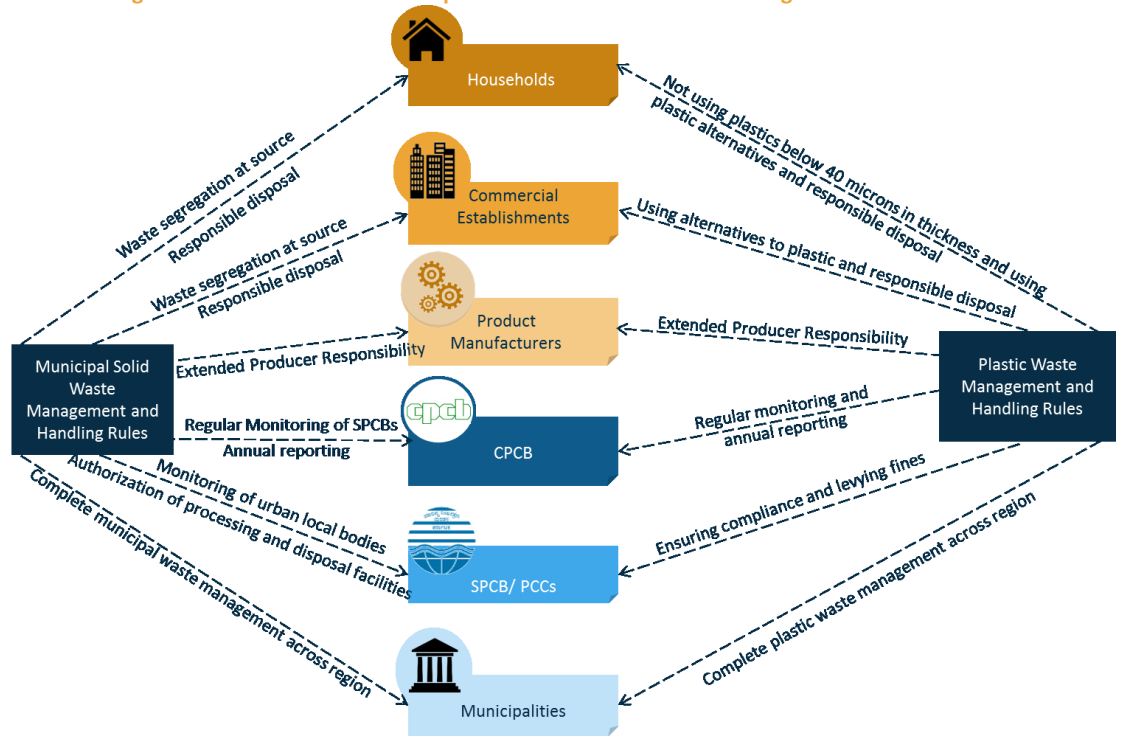 Households
Waste segregation at source
Responsible disposal
Not using plastics below 40 microns in thickness and using
plastic alternatives and responsible disposal
Commercial
Establishments
Waste segregation at source
Responsible disposal
Using alternatives to plastic and responsible disposal
Product
Manufacturers
Extended Producer Responsibility
Extended Producer Responsibility
Municipal Solid
Waste
Management and
Handling Rules
Plastic Waste
Management and
Handling Rules
cpcb
CPCB
Regular Monitoring of SPCBs
Annual reporting
Regular monitoring and
annual reporting
Monitoring of urban local bodies
Authorization of processing and disposal facilities
SPCB/ PCCs
Ensuring compliance and levying fines
Complete municipal waste management across region
Complete plastic waste management across region
Municipalities